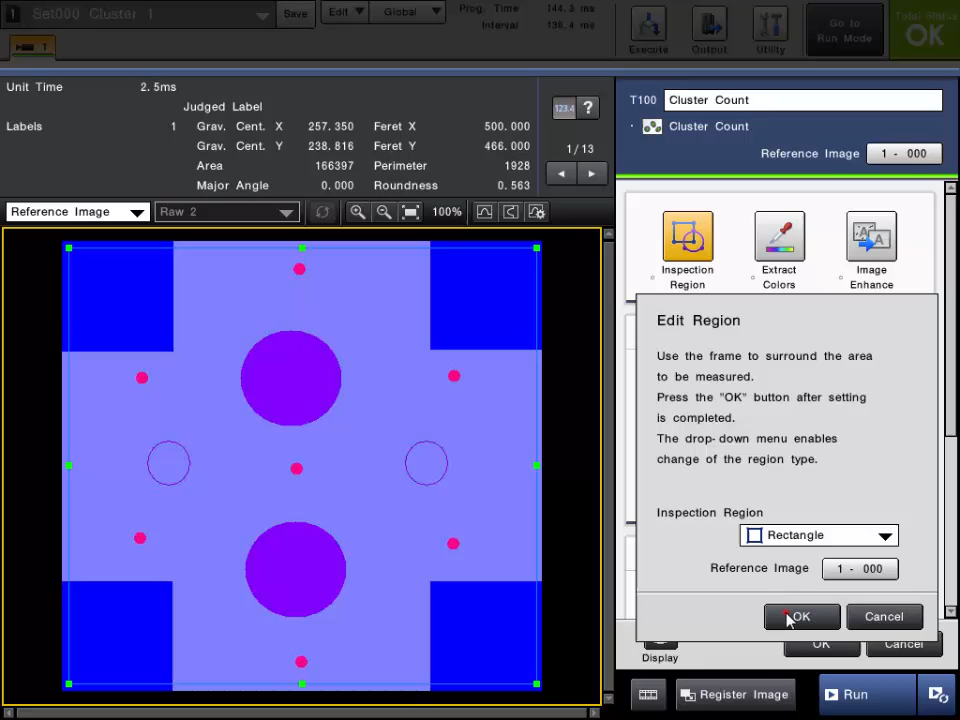 1 Set000 Cluster 1 Save Edit Global Prog. Time 144.3 ms
Interval 136.4 ms
Execute Output Utility
Go to
Run Mode
Total Status
OK
1
Unit Time 2.5ms
Judged Label
Labels 1 Grav. Cent. X 257.350 Feret X 500.000
Grav. Cent. Y 238.816 Feret Y 466.000
Area 166397 Perimeter 1928
Major Angle 0.000 Roundness 0.563
123.4 ?
1 / 13
T100 Cluster Count
Cluster Count
Reference Image 1 - 000
Reference Image Raw 2 100%
Inspection
Region
Extract
Colors
Image
Enhance
Edit Region
Use the frame to surround the area
to be measured.
Press the "OK" button after setting
is completed.
The drop-down menu enables
change of the region type.
Inspection Region
Rectangle
Reference Image 1 - 000
OK Cancel
Display OK Cancel
Register Image Run